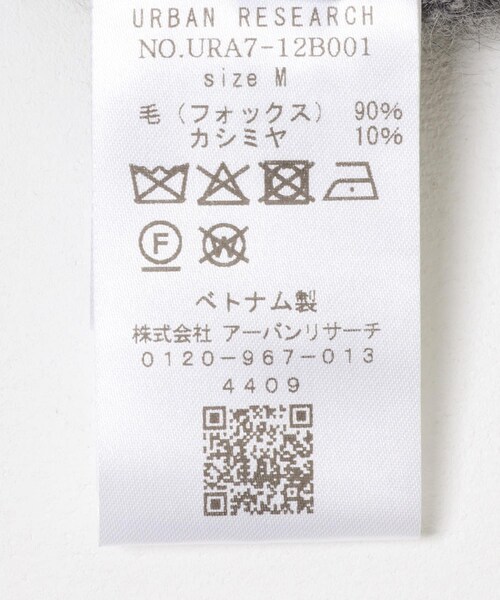 URBAN RESEARCH
NO.URA7-12B001
size M
毛（フォックス） 90%
カシミヤ 10%
F W
ベトナム製
株式会社 アーバンリサーチ
0120-967-013
4409